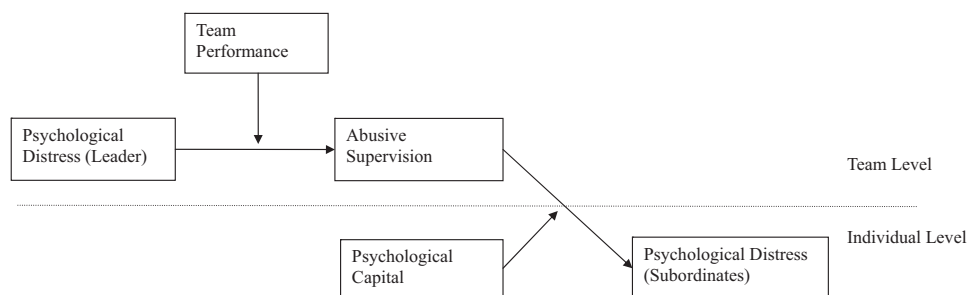 Team
Performance
Psychological
Distress (Leader)
Abusive
Supervision
Team Level
Individual Level
Psychological
Capital
Psychological Distress
(Subordinates)